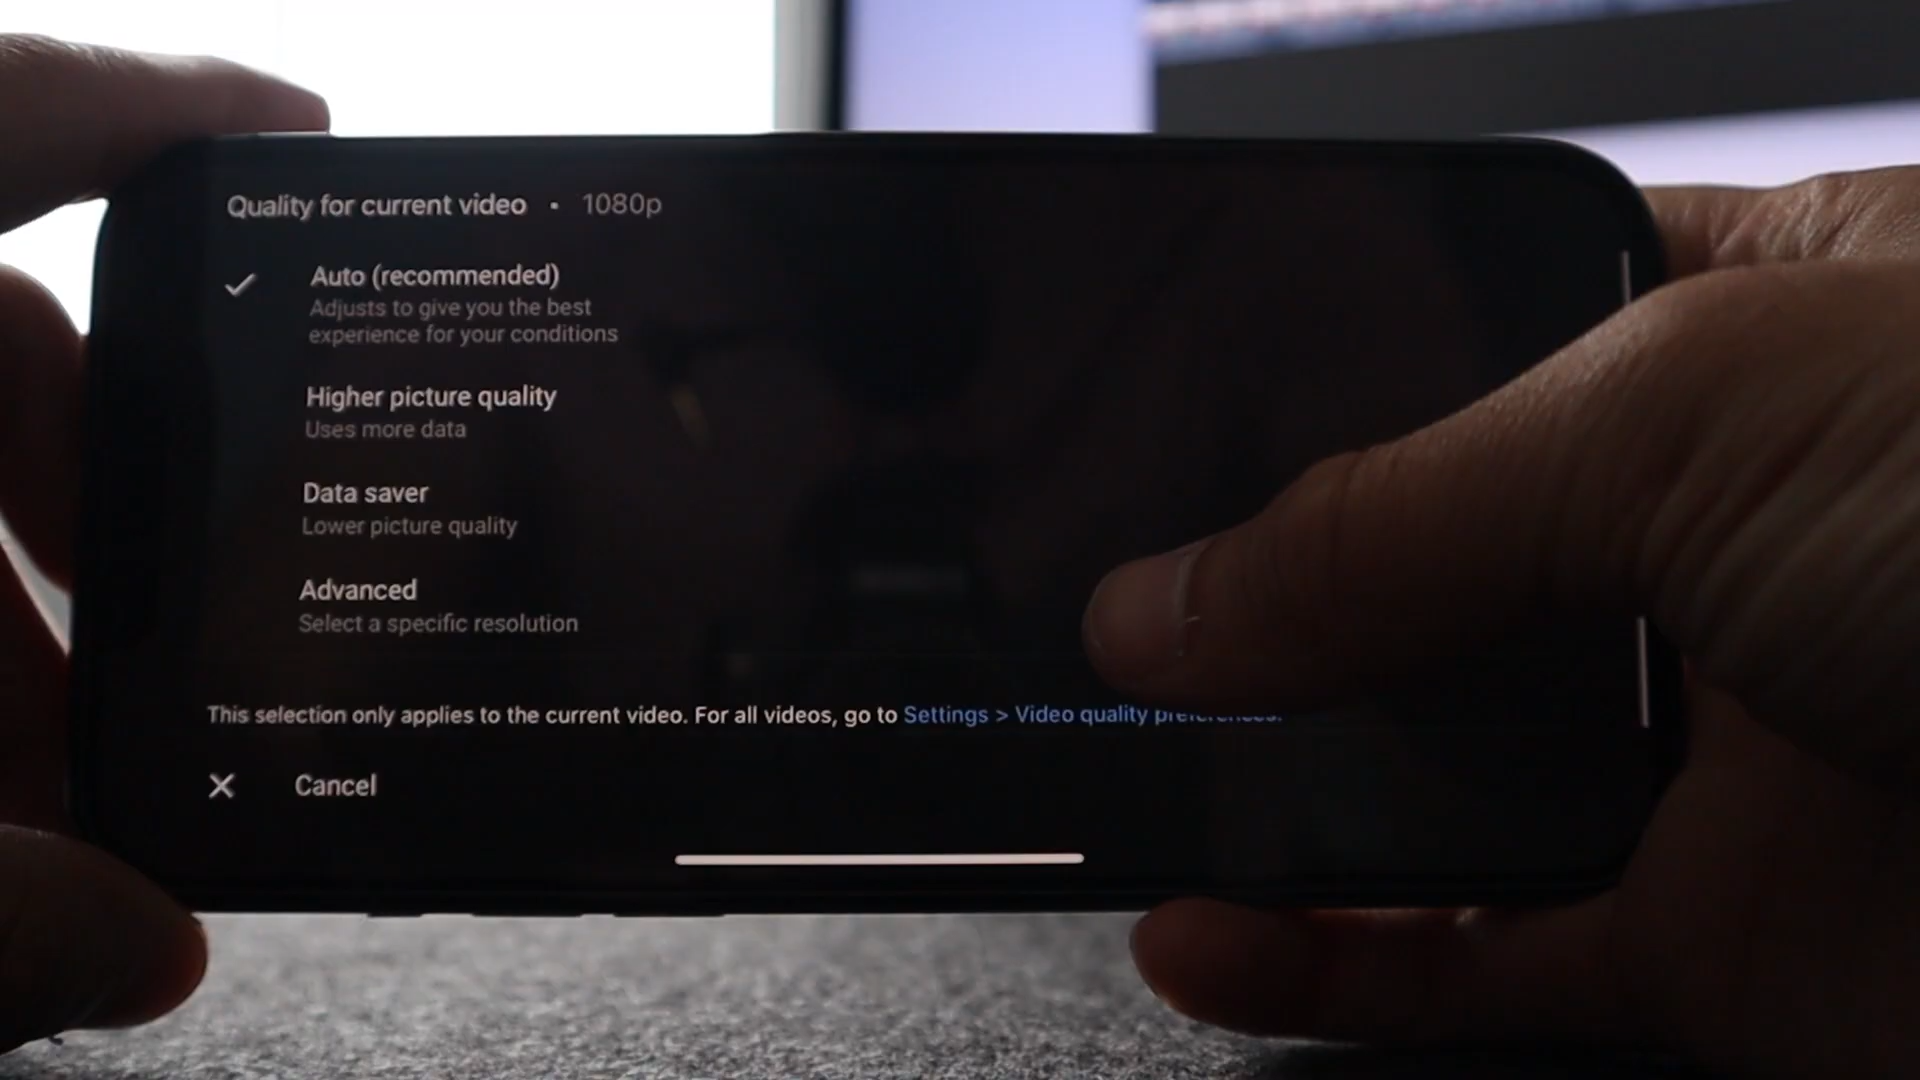 Quality for current video • 1080p
Auto (recommended)
Adjusts to give you the best
experience for your conditions
Higher picture quality
Uses more data
Data saver
Lower picture quality
Advanced
Select a specific resolution
This selection only applies to the current video. For all videos, go to Settings > Video quality preferences.
Cancel